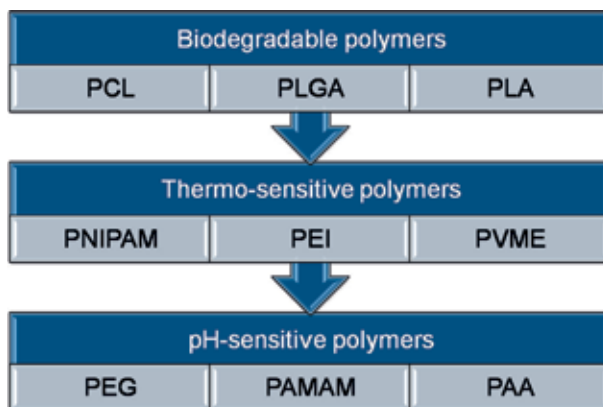 Biodegradable polymers
PCL PLGA PLA
Thermo-sensitive polymers
PNIPAM PEI PVME
pH-sensitive polymers
PEG PAMAM PAA